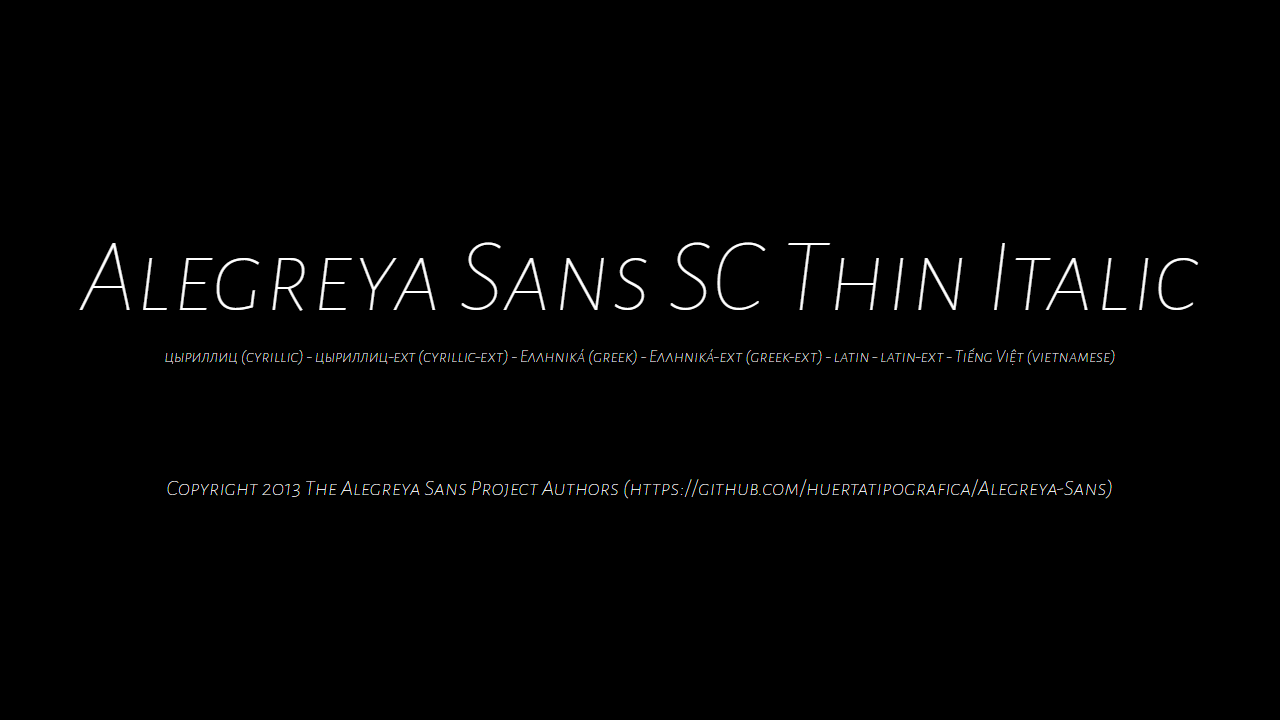 Alegreya Sans SC Thin Italic
цыриллиц (cyrillic) - цыриллиц-ext (cyrillic-ext) - Ελληνικά (greek) - Ελληνικά-ext (greek-ext) - latin - latin-ext - Tiếng Việt (vietnamese)
Copyright 2013 The Alegreya Sans Project Authors (https://github.com/huertatipografica/Alegreya-Sans)